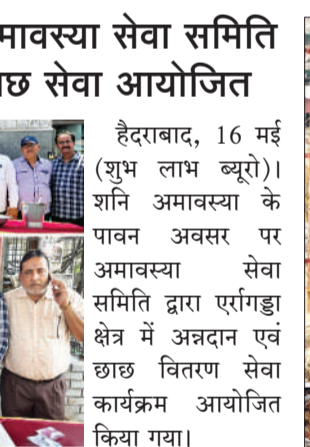 मावस्या सेवा समिति
छ सेवा आयोजित
हैदराबाद, 16 मई
(शुभ लाभ ब्यूरो)।
शनि अमावस्या के
पावन अवसर पर
अमावस्या सेवा
समिति द्वारा एर्रागड्डा
क्षेत्र में अन्नदान एवं
छाछ वितरण सेवा
कार्यक्रम आयोजित
किया गया।